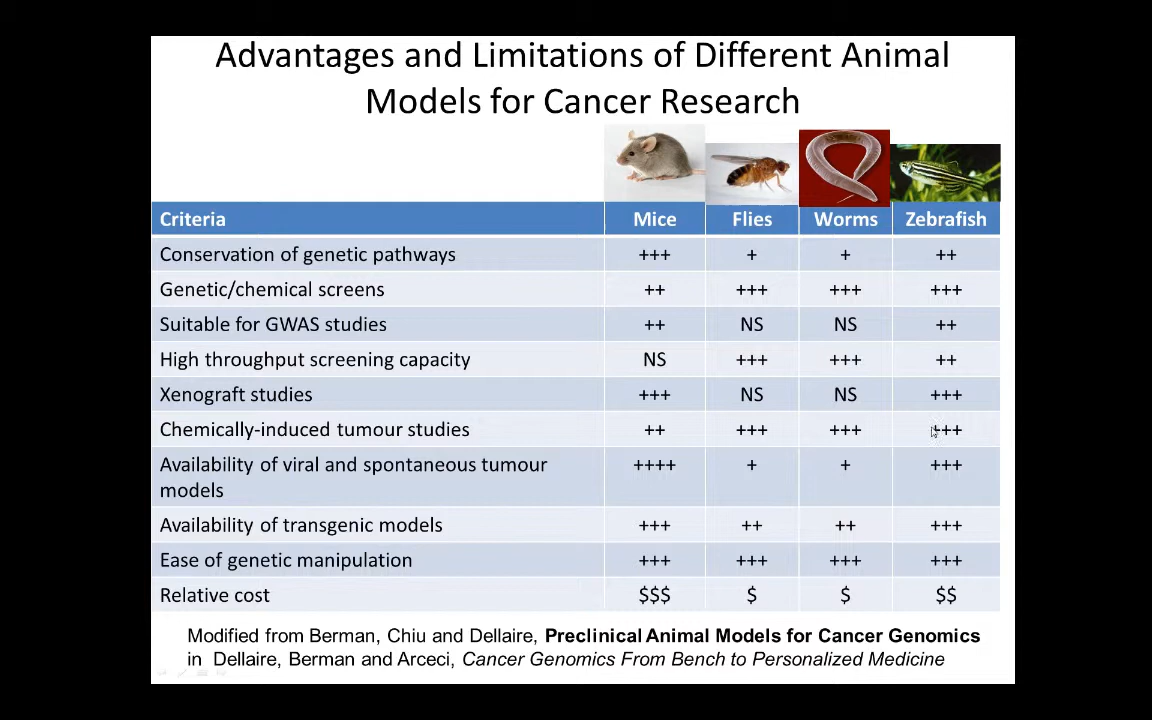 Advantages and Limitations of Different Animal
Models for Cancer Research
Criteria Mice Flies Worms Zebrafish
Conservation of genetic pathways +++ + + ++
Genetic/chemical screens ++ +++ +++ +++
Suitable for GWAS studies ++ NS NS ++
High throughput screening capacity NS +++ +++ ++
Xenograft studies +++ NS NS +++
Chemically-induced tumour studies ++ +++ +++ +++
Availability of viral and spontaneous tumour ++++ + + +++
models
Availability of transgenic models +++ ++ ++ +++
Ease of genetic manipulation +++ +++ +++ +++
Relative cost $$$ $ $ $$
Modified from Berman, Chiu and Dellaire, Preclinical Animal Models for Cancer Genomics
in Dellaire, Berman and Arceci, Cancer Genomics From Bench to Personalized Medicine